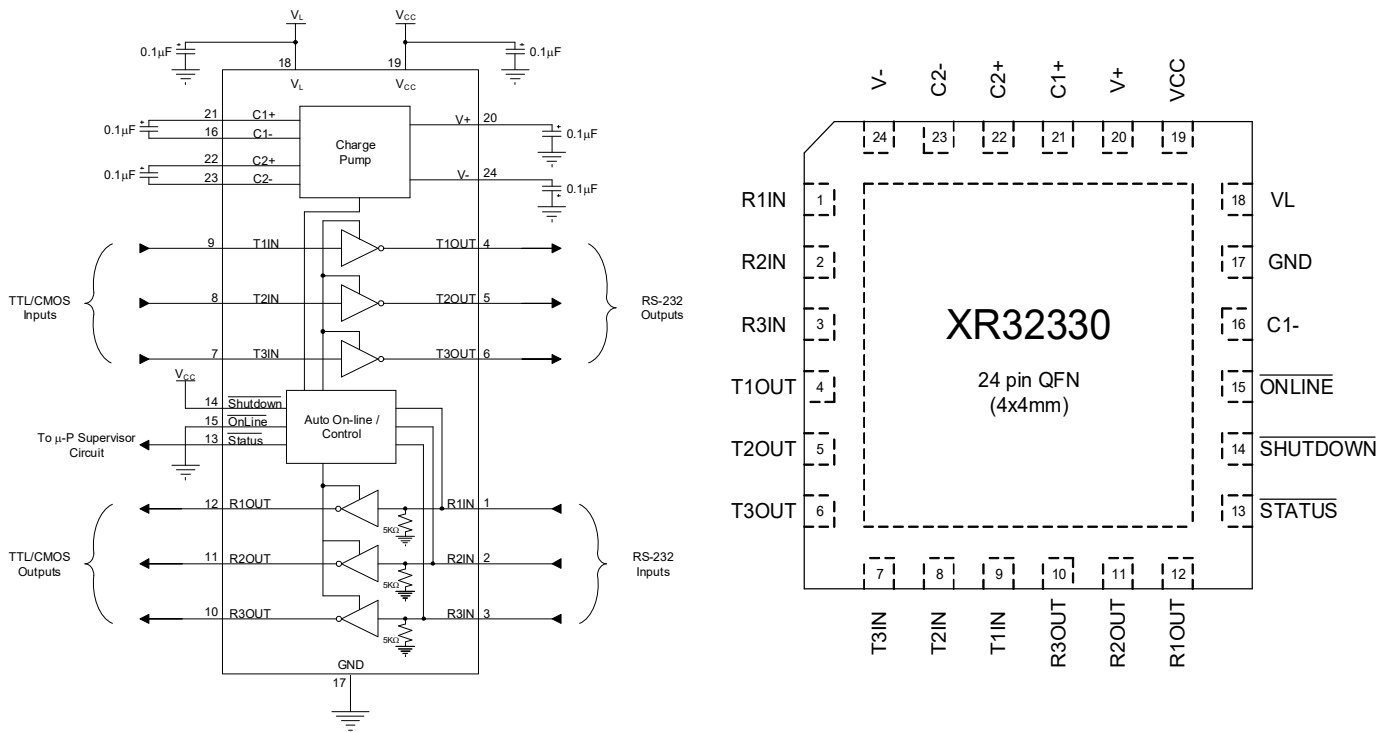 VL VCC
0.1µF 0.1µF
18 19
VL VCC
21 C1+ V+ 20
0.1µF 16 C1- 0.1µF
Charge
Pump
22 C2+ V- 24
0.1µF 23 C2- 0.1µF
9 T1IN T1OUT 4
TTL/CMOS
Inputs
8 T2IN T2OUT 5
RS-232
Outputs
7 T3IN T3OUT 6
VCC
14 Shutdown
15 OnLine
13 Status
Auto On-line /
Control
To µ-P Supervisor
Circuit
12 R1OUT R1IN 1
5KΩ
TTL/CMOS
Outputs
11 R2OUT R2IN 2
5KΩ
RS-232
Inputs
10 R3OUT R3IN 3
5KΩ
GND
17
V- C2- C2+ C1+ V+ VCC
24 23 22 21 20 19
R1IN 1 18 VL
R2IN 2 17 GND
R3IN 3 16 C1-
XR32330
24 pin QFN
(4x4mm)
T1OUT 4 15 ONLINE
T2OUT 5 14 SHUTDOWN
T3OUT 6 13 STATUS
7 8 9 10 11 12
T3IN T2IN T1IN R3OUT R2OUT R1OUT